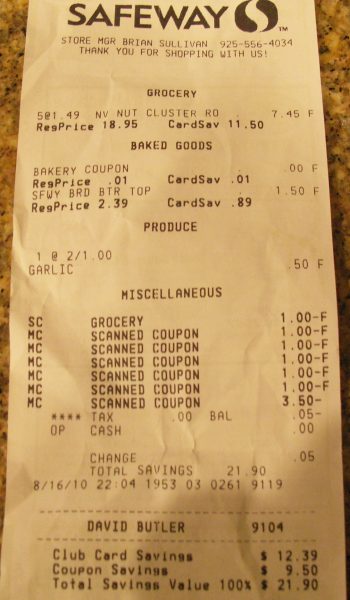 SAFEWAY TM
STORE MGR BRIAN SULLIVAN 925-556-4034
THANK YOU FOR SHOPPING WITH US!
GROCERY
5@1.49 NV NUT CLUSTER RO 7.45 F
RegPrice 18.95 CardSav 11.50
BAKED GOODS
BAKERY COUPON .00 F
RegPrice .01 CardSav .01
SFWY BRD BTR TOP 1.50 F
RegPrice 2.39 CardSav .89
PRODUCE
1 @ 2/1.00
GARLIC .50 F
MISCELLANEOUS
SC GROCERY 1.00-F
MC SCANNED COUPON 1.00-F
MC SCANNED COUPON 1.00-F
MC SCANNED COUPON 1.00-F
MC SCANNED COUPON 1.00-F
MC SCANNED COUPON 1.00-F
MC SCANNED COUPON 3.50-
**** TAX .00 BAL .05-
OP CASH .00
CHANGE .05
TOTAL SAVINGS 21.90
8/16/10 22:04 1953 03 0261 9119
DAVID BUTLER 9104
Club Card Savings $ 12.39
Coupon Savings $ 9.50
Total Savings Value 100% $ 21.90